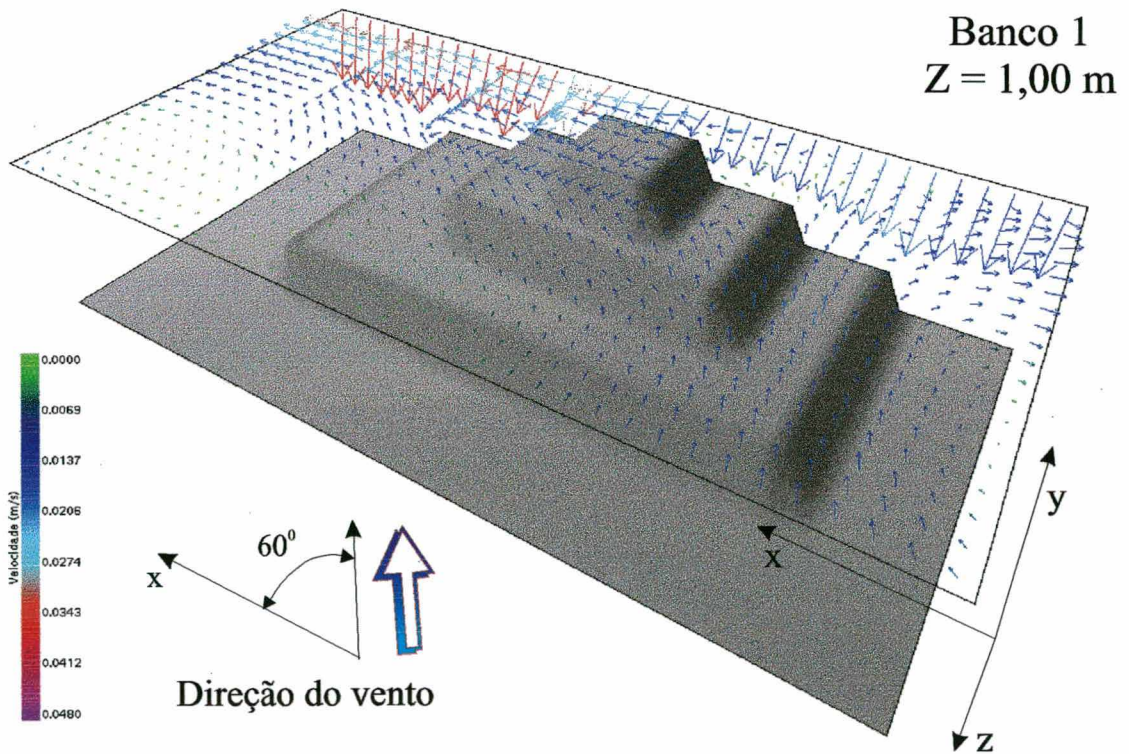 Banco 1
Z = 1,00 m
0.0000
0.0069
0.0137
0.0206
0.0274
0.0343
0.0412
0.0480
Velocidade (m/s)
x
60⁰
Direção do vento
x
y
z